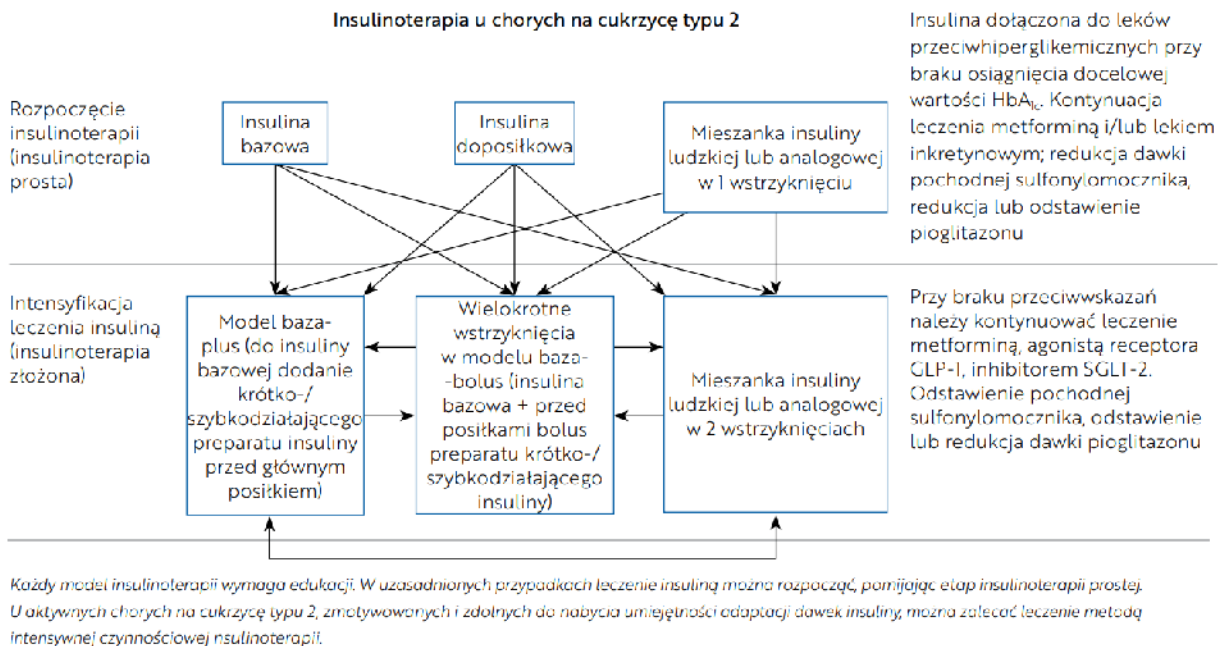 Insulinoterapia u chorych na cukrzycę typu 2
Rozpoczęcie
insulinoterapii
(insulinoterapia
prosta)
Insulina
bazowa
Insulina
doposiłkowa
Mieszanka insuliny
ludzkiej lub analogowej
w 1 wstrzyknięciu
Insulina dołączona do leków
przeciwhiperglikemicznych przy
braku osiągnięcia docelowej
wartości HbA1c. Kontynuacja
leczenia metforminą i/lub lekiem
inkretynowym; redukcja dawki
pochodnej sulfonylomocznika,
redukcja lub odstawienie
pioglitazonu
Intensyfikacja
leczenia insuliną
(insulinoterapia
złożona)
Model baza-
plus (do insuliny
bazowej dodanie
krótko-/
szybkodziałającego
preparatu insuliny
przed głównym
posiłkiem)
Wielokrotne
wstrzyknięcia
w modelu baza-
-bolus (insulina
bazowa + przed
posiłkami bolus
preparatu krótko-/
szybkodziałającego
insuliny)
Mieszanka insuliny
ludzkiej lub analogowej
w 2 wstrzyknięciach
Przy braku przeciwwskazań
należy kontynuować leczenie
metforminą, agonistą receptora
GLP-1, inhibitorem SGLT-2.
Odstawienie pochodnej
sulfonylomocznika, odstawienie
lub redukcja dawki pioglitazonu
Każdy model insulinoterapii wymaga edukacji. W uzasadnionych przypadkach leczenie insuliną można rozpocząć, pomijając etap insulinoterapii prostej.
U aktywnych chorych na cukrzycę typu 2, zmotywowanych i zdolnych do nabycia umiejętności adaptacji dawek insuliny, można zalecać leczenie metodą
intensywnej czynnościowej nsulinoterapii.